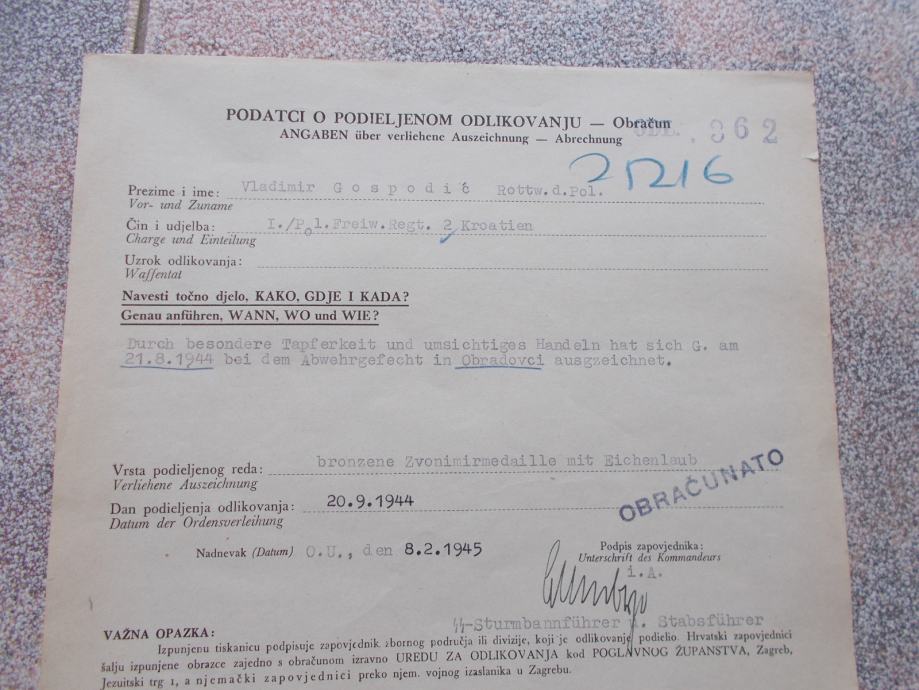 PODATCI O PODIELJENOM ODLIKOVANJU — Obračun
ANGABEN über verliehene Auszeichnung — Abrechnung
362
25216
Prezime i ime: Vladimir Gospodić Rottw.d.Pol.
Vor- und Zuname
Čin i udjelba: I./Pol.Freiw.Regt. 2 Kroatien
Charge und Einteilung
Uzrok odlikovanja:
Waffentat
Navesti točno djelo, KAKO, GDJE I KADA?
Genau anführen, WANN, WO und WIE?
Durch besondere Tapferkeit und umsichtiges Handeln hat sich G. am
21.8.1944 bei dem Abwehrgefecht in Obradovci ausgzeichnet.
Vrsta podieljenog reda: bronzene Zvonimirmedaille mit Eichenlaub
Verliehene Auszeichnung
OBRAČUNATO
Dan podieljenja odlikovanja: 20.9.1944
Datum der Ordensverleihung
Nadnevak (Datum) O.U., den 8.2.1945
Podpis zapovjednika:
Unterschrift des Kommandeurs
i.A.
SS-Sturmbannführer u. Stabsführer
VAŽNA OPAZKA:
Izpunjenu tiskanicu podpisuje zapovjednik zbornog područja ili divizije, koji je odlikovanje podielio. Hrvatski zapovjednici
šalju izpunjene obrazce zajedno s obračunom izravno UREDU ZA ODLIKOVANJA kod POGLAVNOG ŽUPANSTVA, Zagreb,
Jezuitski trg 1, a njemački zapovjednici preko njem. vojnog izaslanika u Zagrebu.